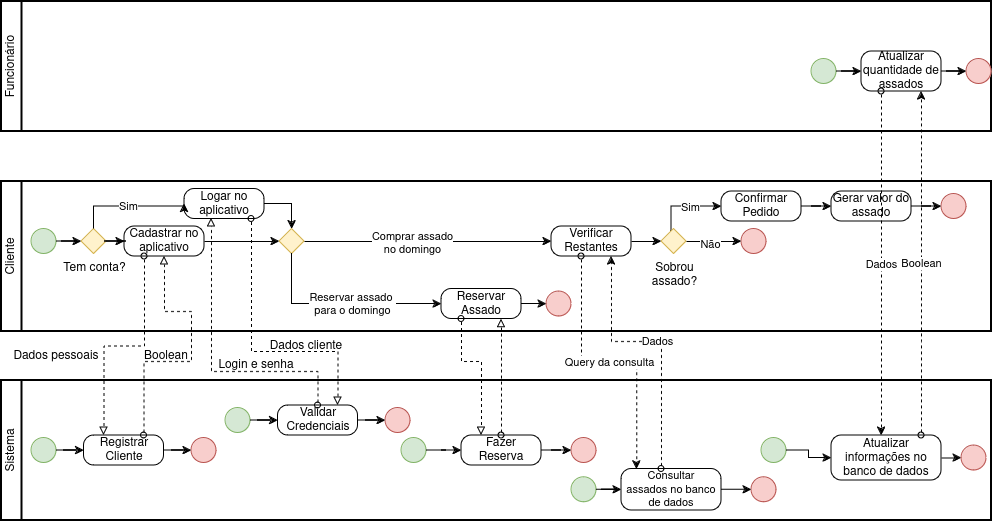 Funcionário
Atualizar
quantidade de
assados
Cliente
Logar no
aplicativo
Sim
Cadastrar no
aplicativo
Tem conta?
Comprar assado
no domingo
Reservar assado
para o domingo
Reservar
Assado
Verificar
Restantes
Sobrou
assado?
Sim
Não
Confirmar
Pedido
Gerar valor do
assado
Dados
Boolean
Dados pessoais
Boolean
Dados cliente
Login e senha
Query da consulta
Dados
Sistema
Registrar
Cliente
Validar
Credenciais
Fazer
Reserva
Consultar
assados no banco
de dados
Atualizar
informações no
banco de dados